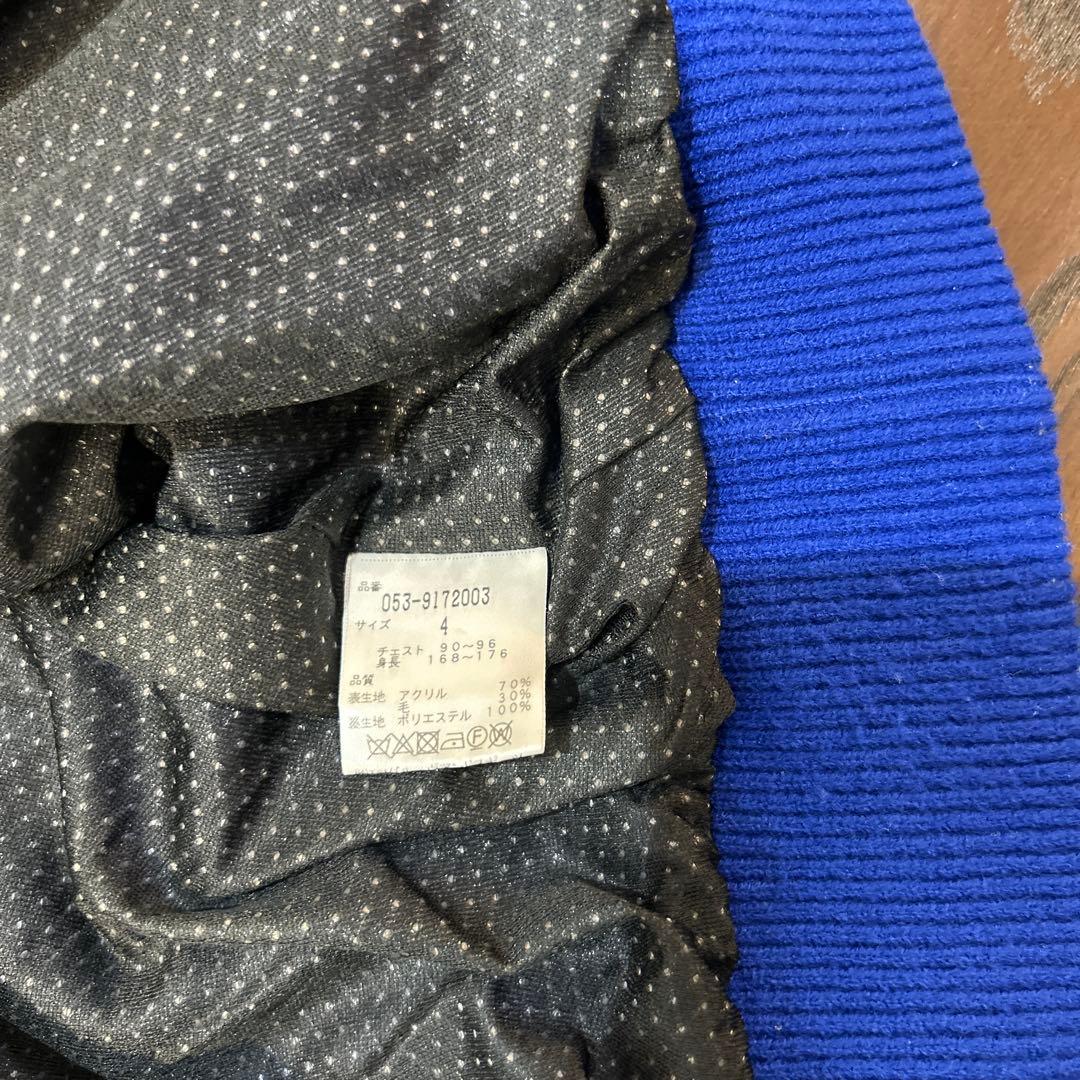 品番
053-9172003
サイズ 4
チェスト 90～96
身長 168～176
品質
70%
表生地 アクリル 30%
毛 100%
裏生地 ポリエステル
F W